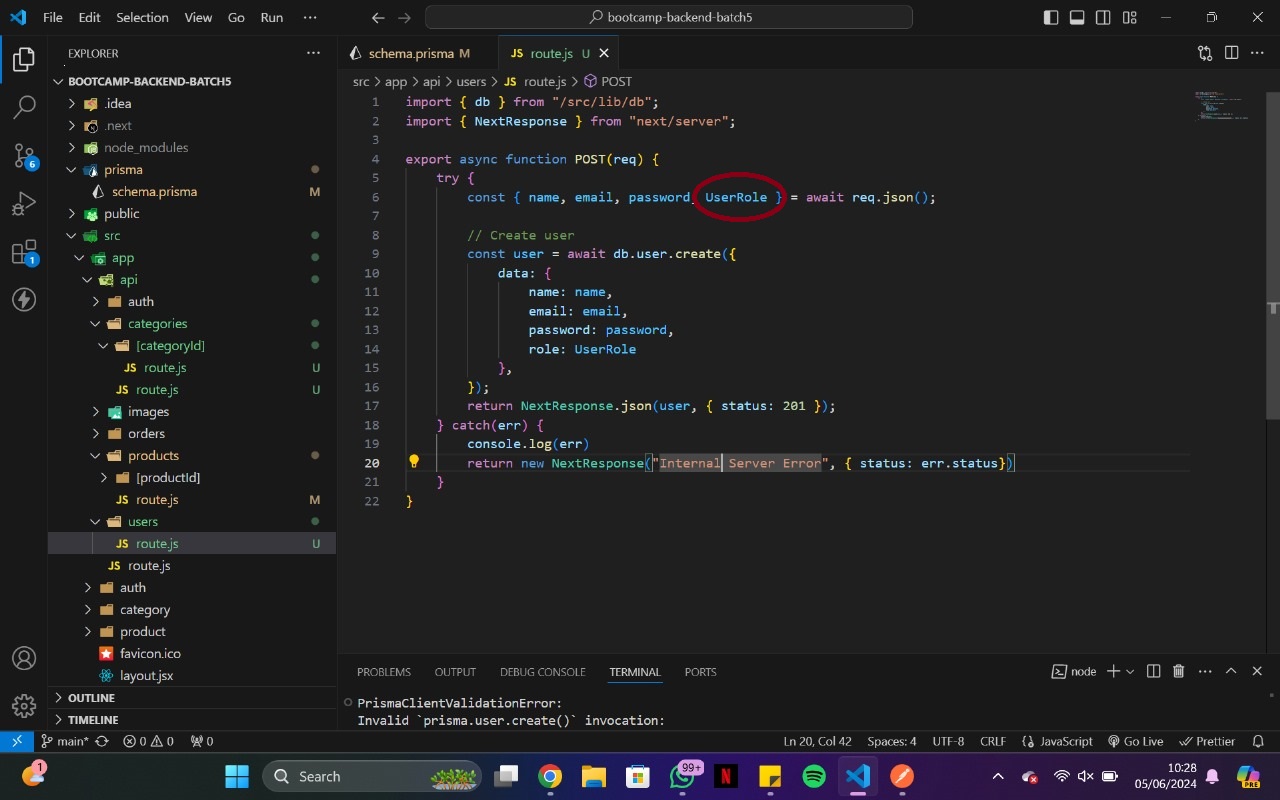 File Edit Selection View Go Run ···
bootcamp-backend-batch5
EXPLORER ···
BOOTCAMP-BACKEND-BATCH5
.idea
.next
node_modules
prisma
schema.prisma M
public
src
app
api
auth
categories
[categoryId]
JS route.js U
JS route.js U
images
orders
products
[productId]
JS route.js M
users
JS route.js U
JS route.js
auth
category
product
favicon.ico
layout.jsx
OUTLINE
TIMELINE
6
1
schema.prisma M JS route.js U
src > app > api > users > JS route.js > POST
1 import { db } from "/src/lib/db";
2 import { NextResponse } from "next/server";
3
4 export async function POST(req) {
5 try {
6 const { name, email, password, UserRole } = await req.json();
7
8 // Create user
9 const user = await db.user.create({
10 data: {
11 name: name,
12 email: email,
13 password: password,
14 role: UserRole
15 },
16 });
17 return NextResponse.json(user, { status: 201 });
18 } catch(err) {
19 console.log(err)
20 return new NextResponse("Internal Server Error", { status: err.status})
21 }
22 }
PROBLEMS OUTPUT DEBUG CONSOLE TERMINAL PORTS node ···
PrismaClientValidationError:
Invalid `prisma.user.create()` invocation:
main* 0 0 0 Ln 20, Col 42 Spaces: 4 UTF-8 CRLF {} JavaScript Go Live Prettier
1 Search 99+ N PRE
10:28
05/06/2024